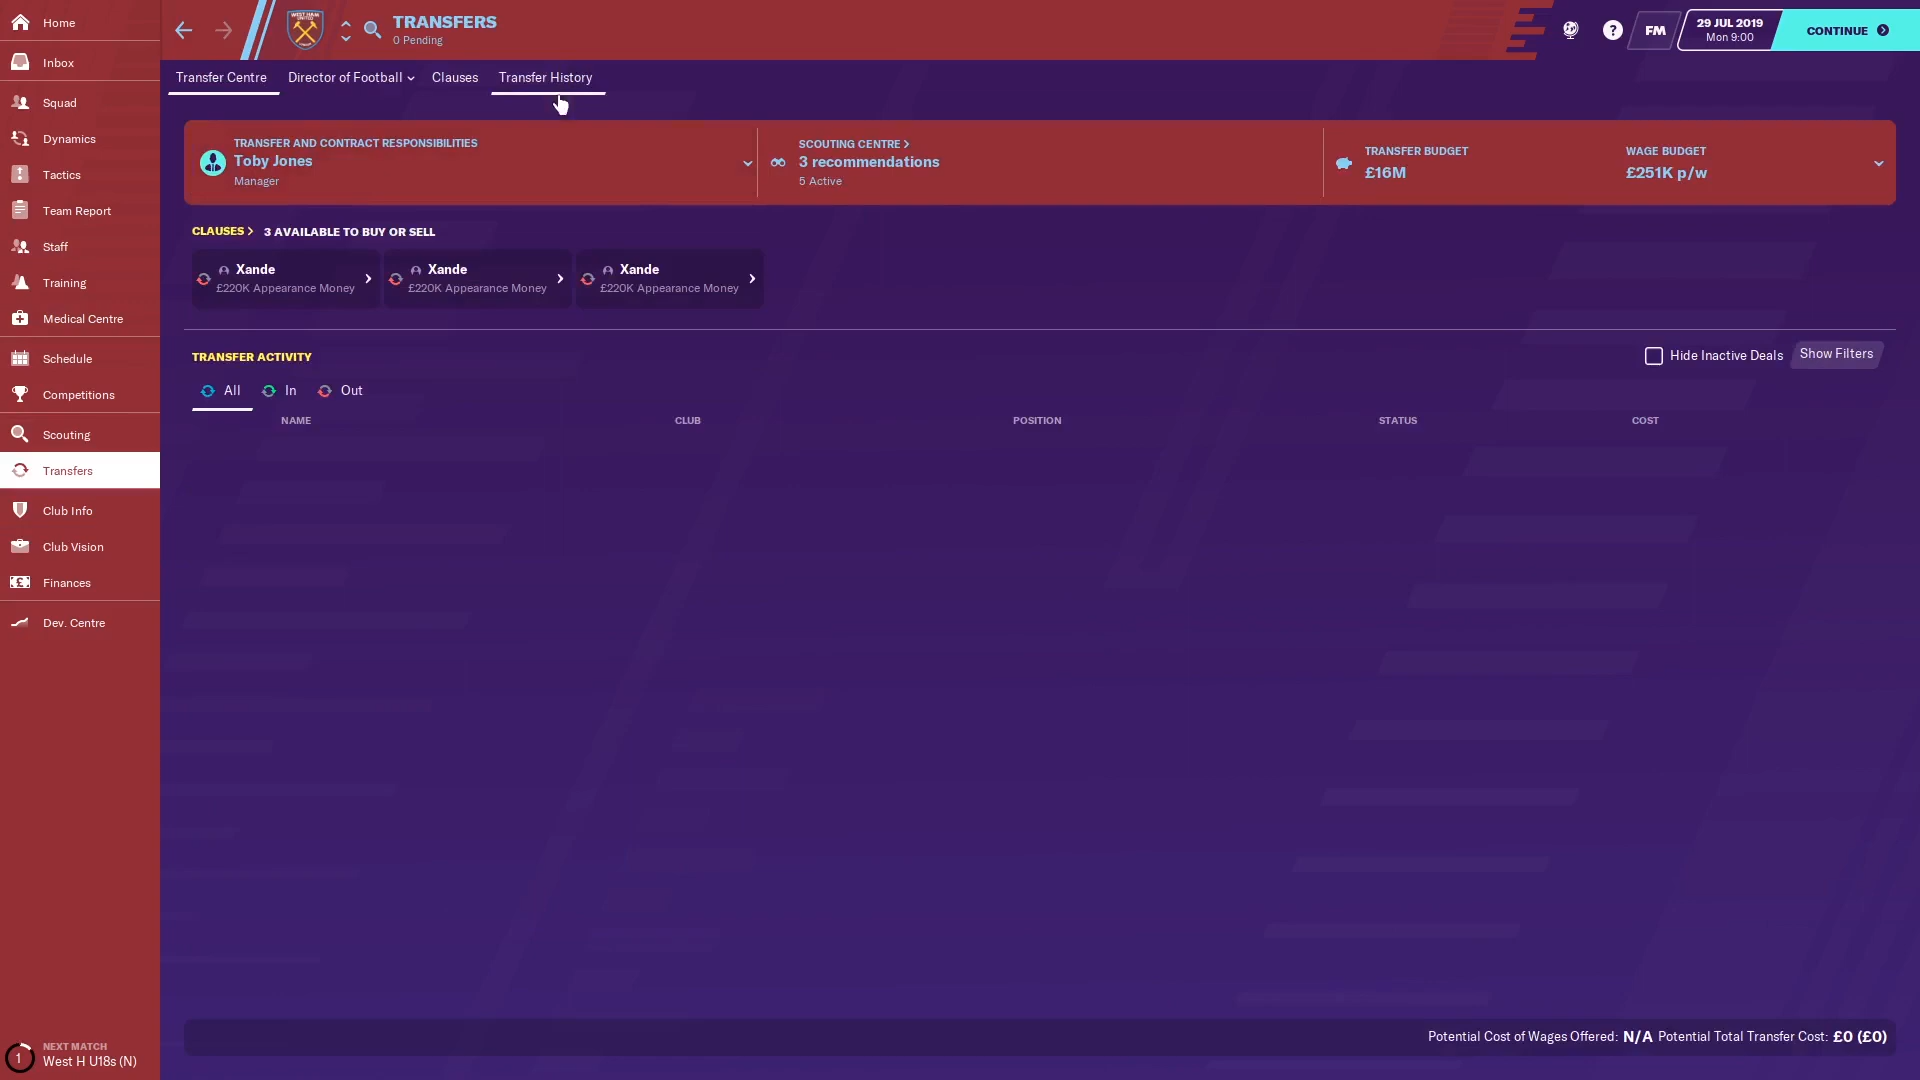 Home
Inbox
Squad
Dynamics
Tactics
Team Report
Staff
Training
Medical Centre
Schedule
Competitions
Scouting
Transfers
Club Info
Club Vision
Finances
Dev. Centre
1
NEXT MATCH
West H U18s (N)
WEST HAM
UNITED
TRANSFERS
0 Pending
?
FM
29 JUL 2019
Mon 9:00
CONTINUE
Transfer Centre Director of Football Clauses Transfer History
TRANSFER AND CONTRACT RESPONSIBILITIES
Toby Jones
Manager
SCOUTING CENTRE >
3 recommendations
5 Active
TRANSFER BUDGET
£16M
WAGE BUDGET
£251K p/w
CLAUSES > 3 AVAILABLE TO BUY OR SELL
Xande
£220K Appearance Money
Xande
£220K Appearance Money
Xande
£220K Appearance Money
TRANSFER ACTIVITY
Hide Inactive Deals Show Filters
All In Out
NAME CLUB POSITION STATUS COST
Potential Cost of Wages Offered: N/A Potential Total Transfer Cost: £0 (£0)